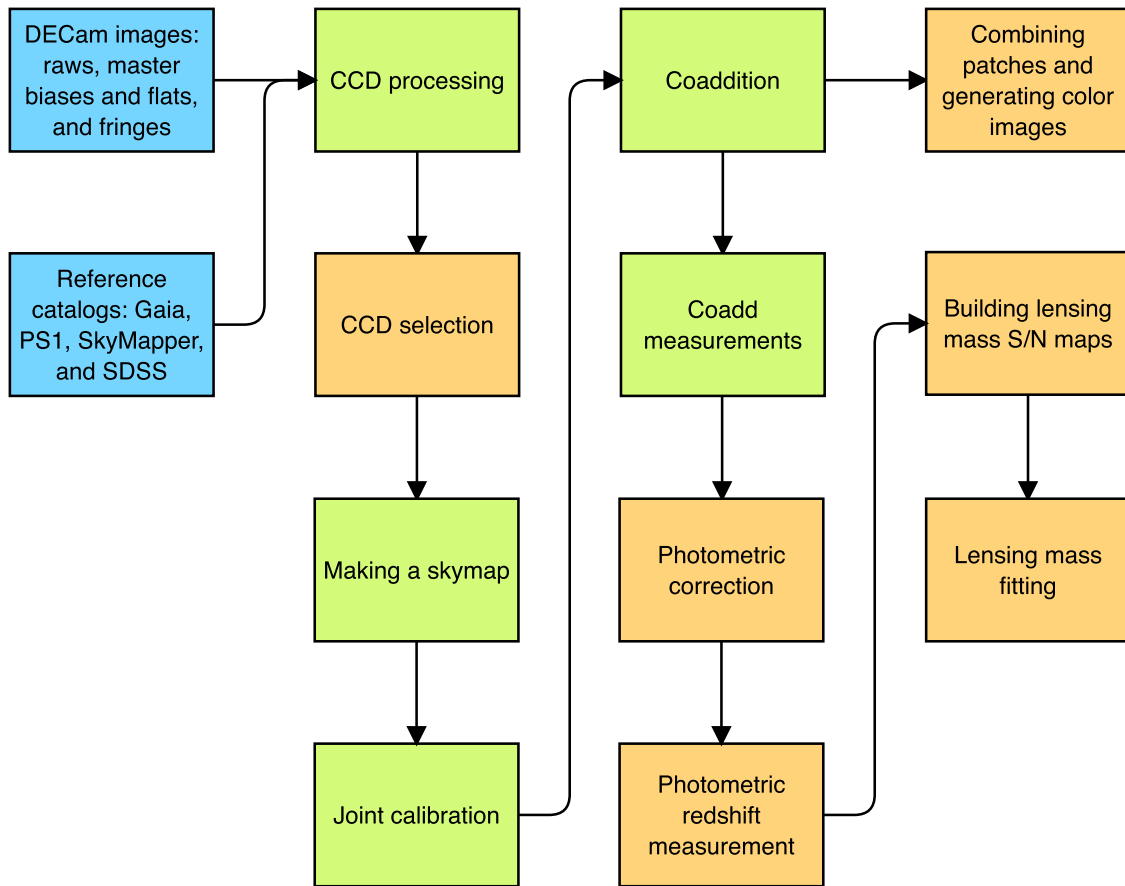 DECam images:
raws, master
biases and flats,
and fringes
Reference
catalogs: Gaia,
PS1, SkyMapper,
and SDSS
CCD processing
CCD selection
Making a skymap
Joint calibration
Coaddition
Coadd
measurements
Photometric
correction
Photometric
redshift
measurement
Combining
patches and
generating color
images
Building lensing
mass S/N maps
Lensing mass
fitting